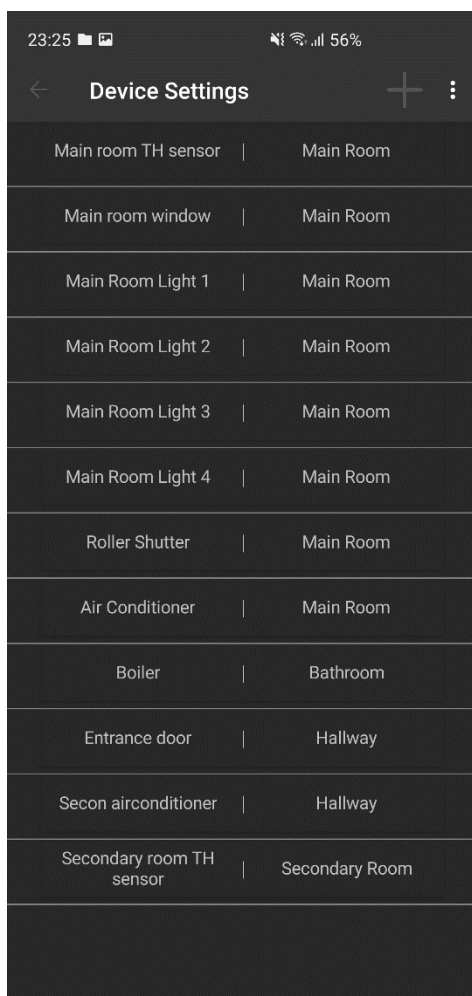 23:25 56%
Device Settings
Main room TH sensor | Main Room
Main room window | Main Room
Main Room Light 1 | Main Room
Main Room Light 2 | Main Room
Main Room Light 3 | Main Room
Main Room Light 4 | Main Room
Roller Shutter | Main Room
Air Conditioner | Main Room
Boiler | Bathroom
Entrance door | Hallway
Secon airconditioner | Hallway
Secondary room TH
sensor | Secondary Room